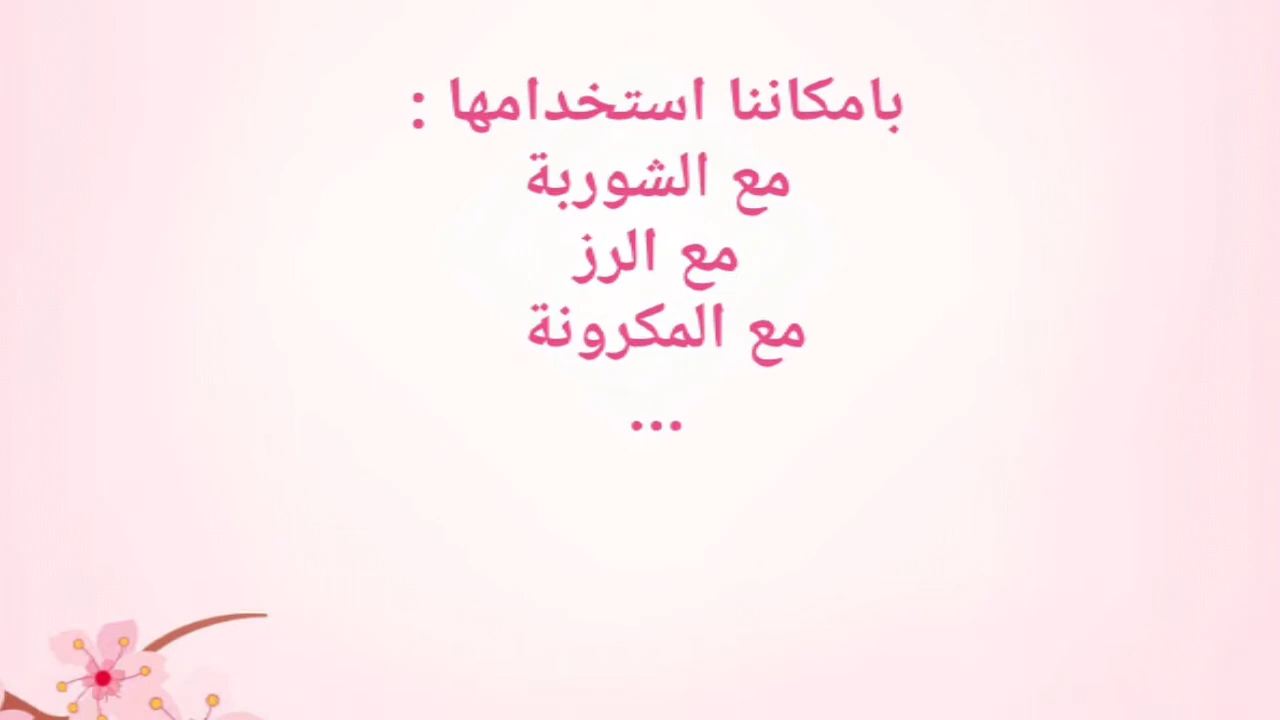 بامكاننا استخدامها :
مع الشوربة
مع الرز
مع المكرونة
...